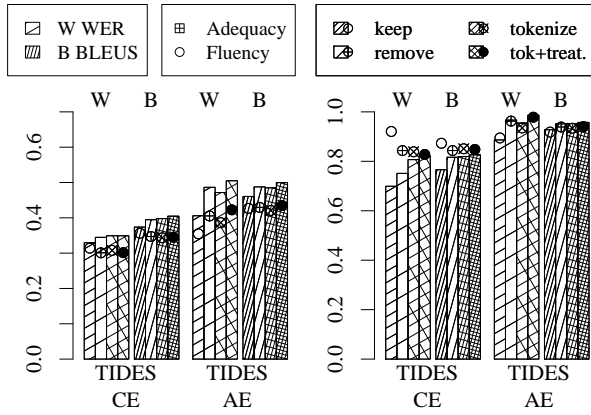 W WER
B BLEUS
Adequacy
Fluency
keep
remove
tokenize
tok+treat.
W B W B
0.0 0.2 0.4 0.6
TIDES TIDES
CE AE
W B W B
0.0 0.2 0.4 0.6 0.8 1.0
TIDES TIDES
CE AE